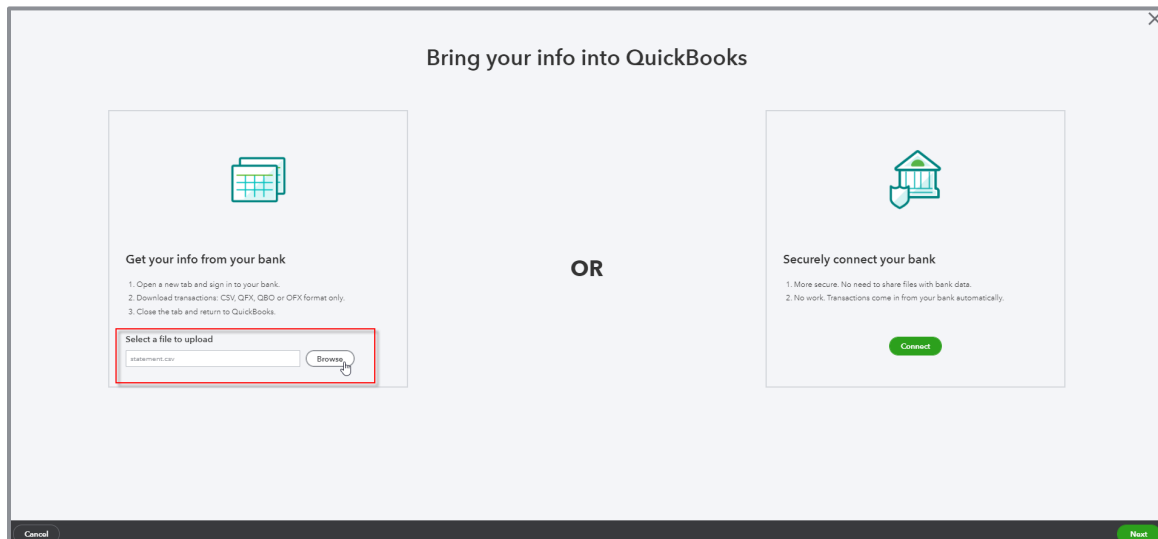 Bring your info into QuickBooks
Get your info from your bank
1. Open a new tab and sign in to your bank.
2. Download transactions: CSV, QFX, QBO or OFX format only.
3. Close the tab and return to QuickBooks.
Select a file to upload
statement.csv
Browse
OR
Securely connect your bank
1. More secure. No need to share files with bank data.
2. No work. Transactions come in from your bank automatically.
Connect
Cancel
Next